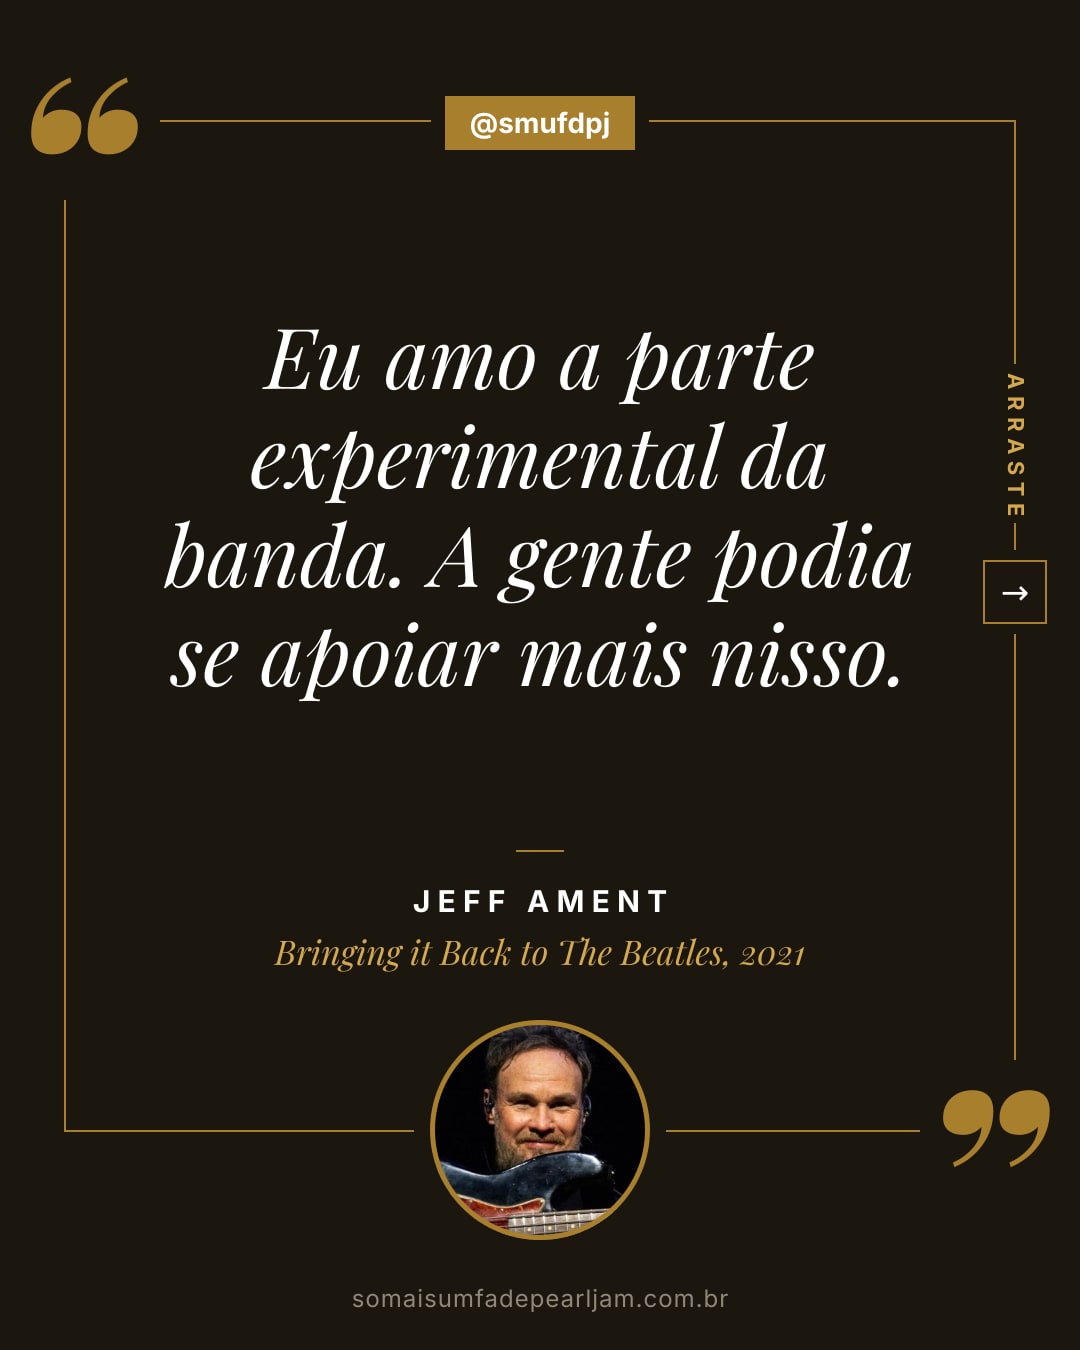 @smufdpj
Eu amo a parte
experimental da
banda. A gente podia
se apoiar mais nisso.
ARRASTE
→
JEFF AMENT
Bringing it Back to The Beatles, 2021
somaisumfadepearljam.com.br